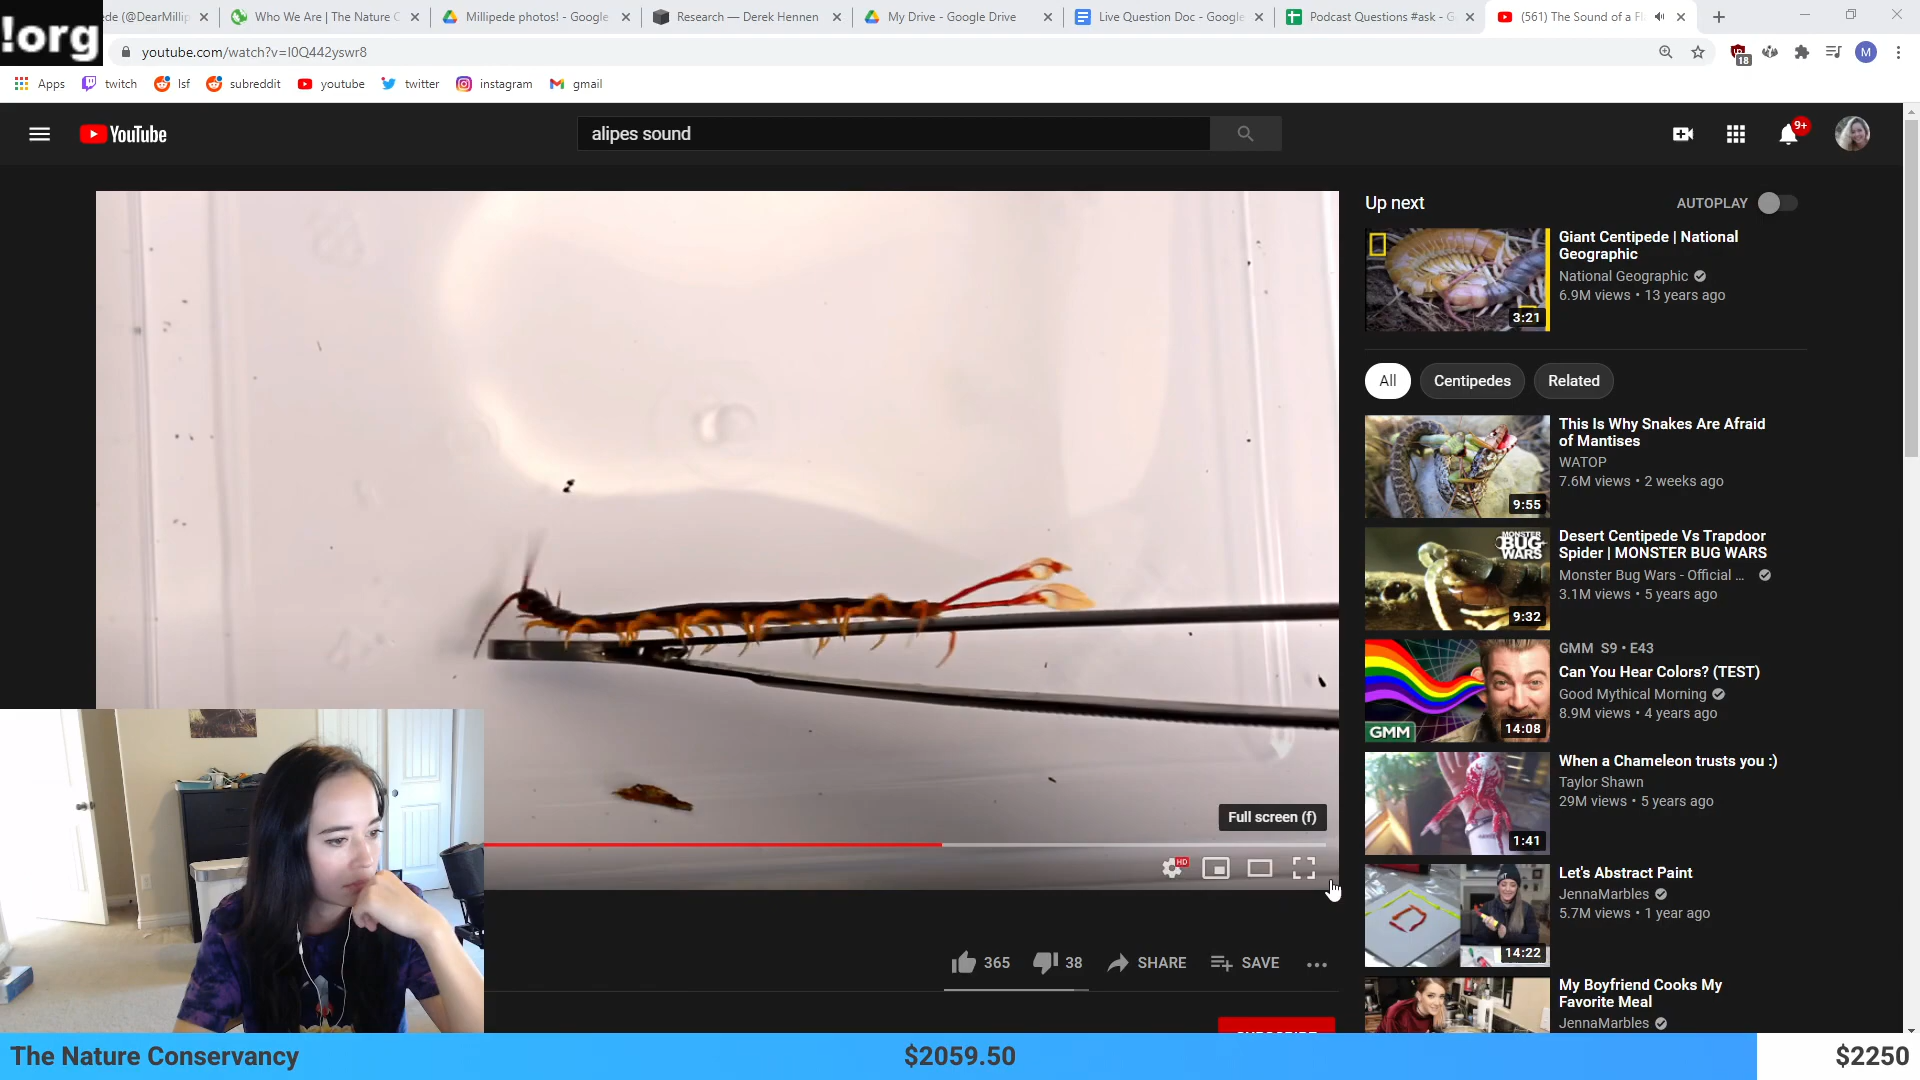 de (@DearMillip
Who We Are | The Nature C
Millipede photos! - Google
Research — Derek Hennen
My Drive - Google Drive
Live Question Doc - Google
Podcast Questions #ask - G
(561) The Sound of a Fl
!org
youtube.com/watch?v=I0Q442yswr8
18
M
Apps
twitch
lsf
subreddit
youtube
twitter
instagram
gmail
YouTube
alipes sound
9+
Up next
AUTOPLAY
Giant Centipede | National
Geographic
National Geographic
6.9M views • 13 years ago
3:21
All
Centipedes
Related
This Is Why Snakes Are Afraid
of Mantises
WATOP
7.6M views • 2 weeks ago
9:55
MONSTER
BUG
WARS
Desert Centipede Vs Trapdoor
Spider | MONSTER BUG WARS
Monster Bug Wars - Official ...
3.1M views • 5 years ago
9:32
GMM S9 • E43
Can You Hear Colors? (TEST)
Good Mythical Morning
8.9M views • 4 years ago
GMM
14:08
When a Chameleon trusts you :)
Taylor Shawn
29M views • 5 years ago
1:41
Let's Abstract Paint
JennaMarbles
5.7M views • 1 year ago
14:22
My Boyfriend Cooks My
Favorite Meal
JennaMarbles
Full screen (f)
HD
365
38
SHARE
SAVE
The Nature Conservancy
$2059.50
$2250